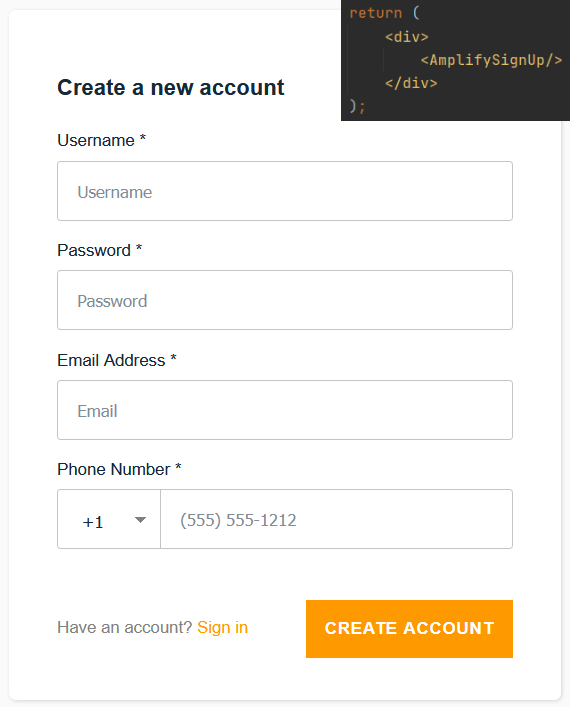 return (
<div>
<AmplifySignUp/>
</div>
);
Create a new account
Username *
Username
Password *
Password
Email Address *
Email
Phone Number *
+1 (555) 555-1212
Have an account? Sign in CREATE ACCOUNT